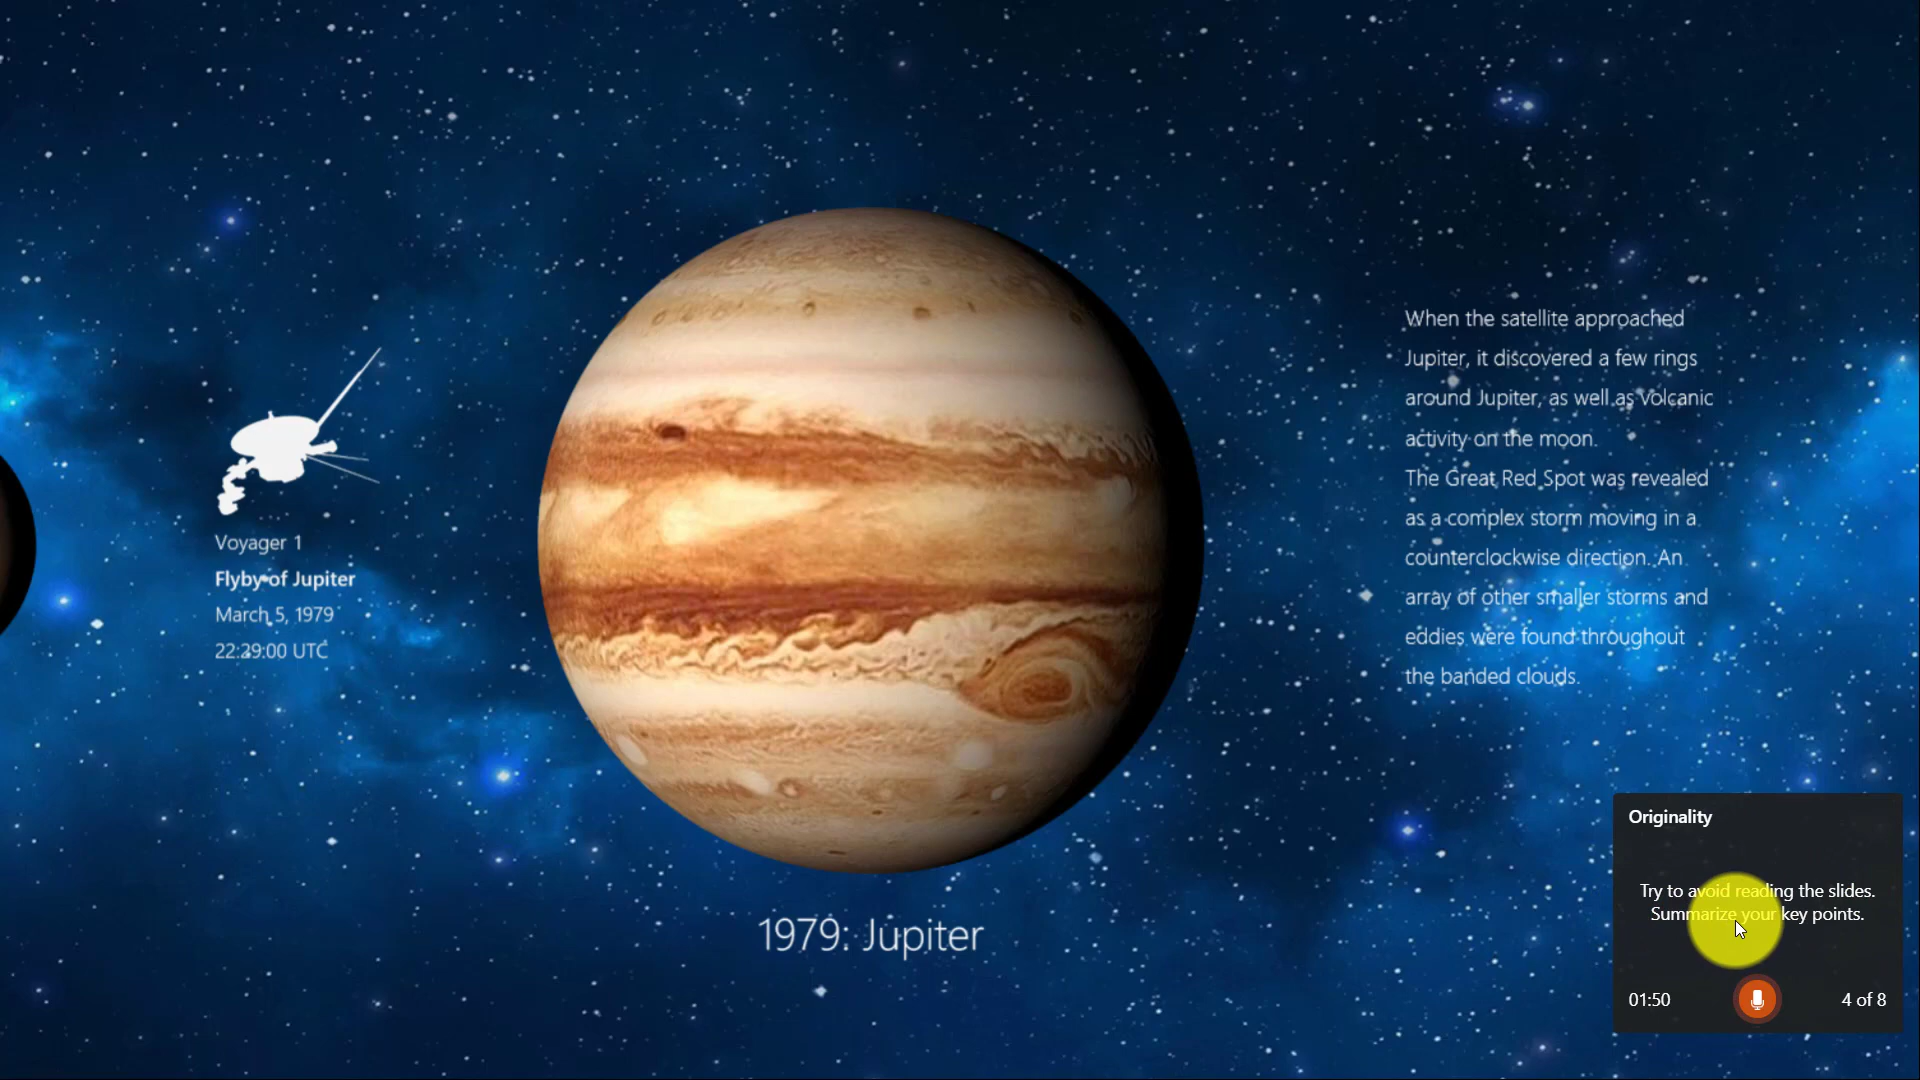 Voyager 1
Flyby of Jupiter
March 5, 1979
22:29:00 UTC
1979: Jupiter
When the satellite approached
Jupiter, it discovered a few rings
around Jupiter, as well as Volcanic
activity on the moon.
The Great Red Spot was revealed
as a complex storm moving in a
counterclockwise direction. An
array of other smaller storms and
eddies were found throughout
the banded clouds.
Originality
Try to avoid reading the slides.
Summarize your key points.
01:50
4 of 8